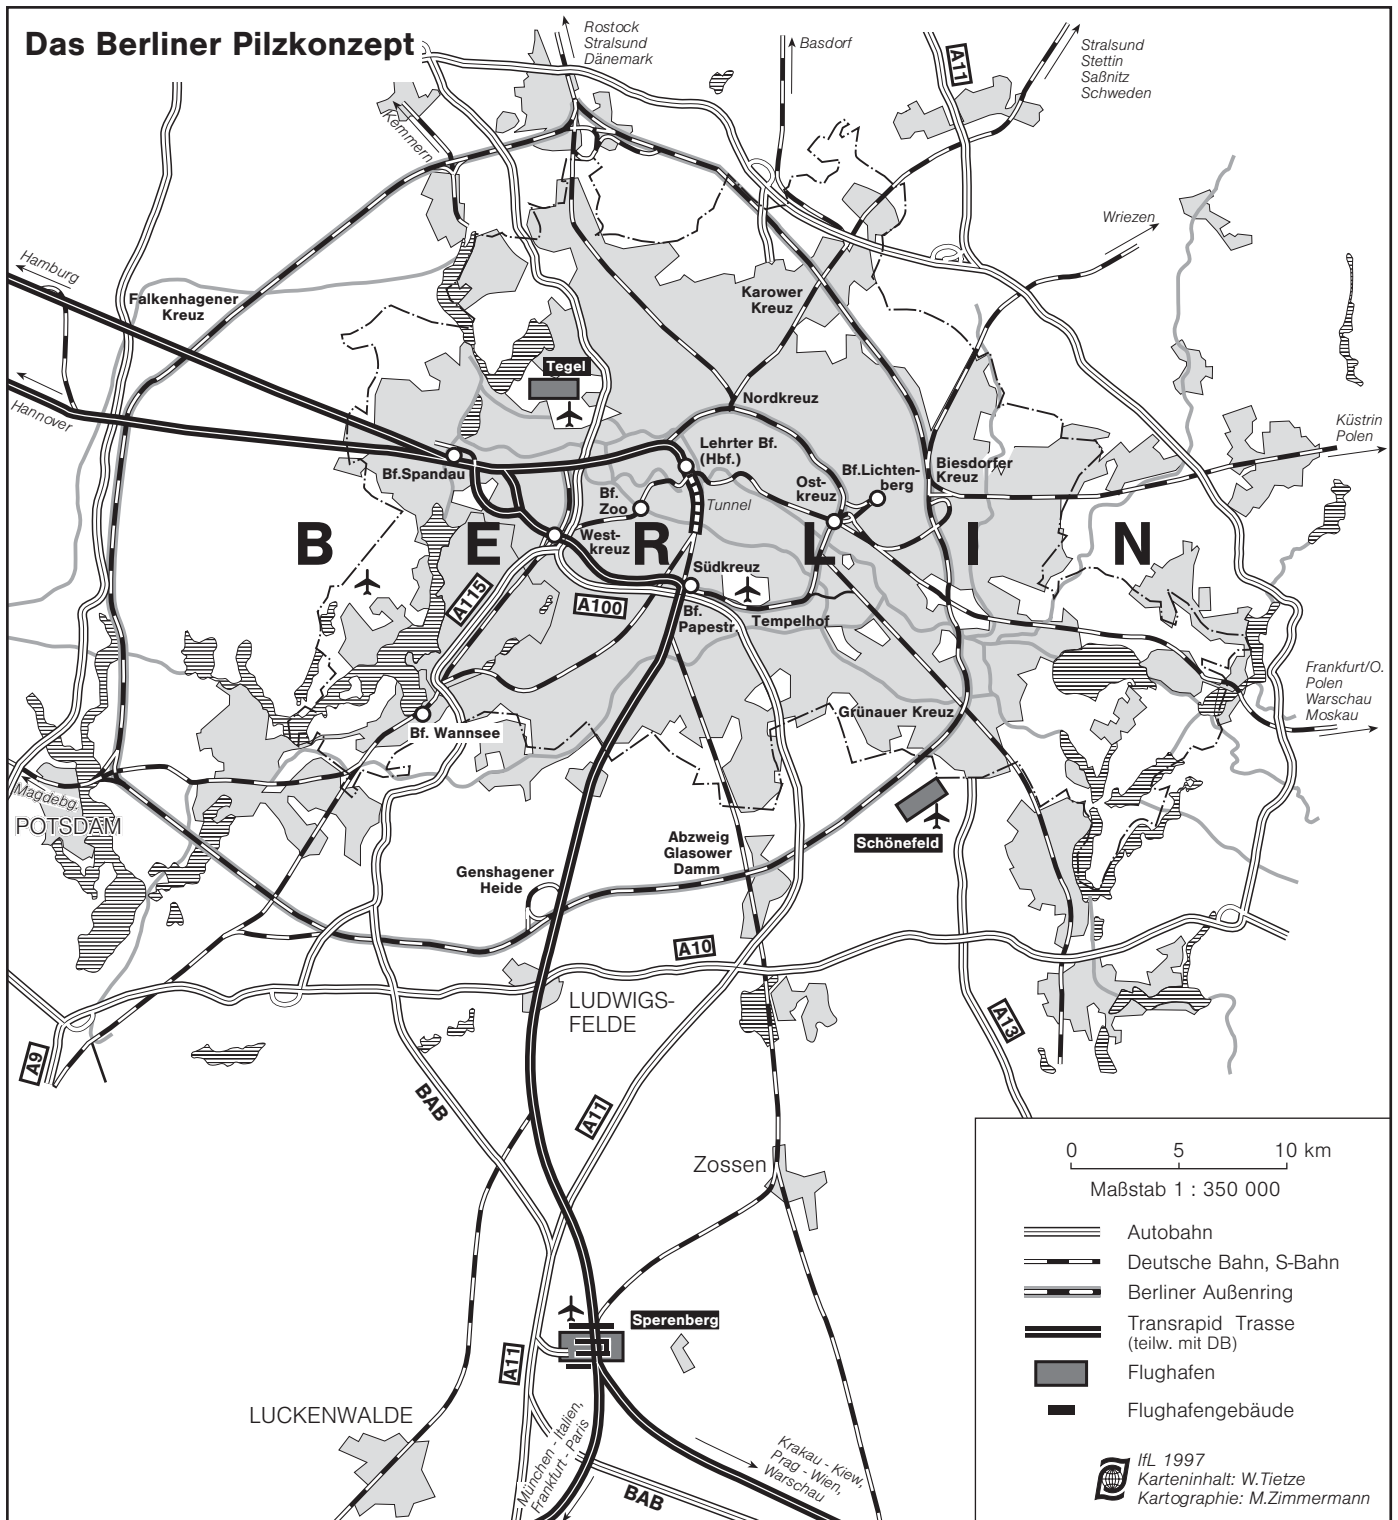 Das Berliner Pilzkonzept
Rostock
Stralsund
Dänemark
Basdorf
A11
Stralsund
Stettin
Saßnitz
Schweden
Kemmern
Wriezen
Hamburg
Falkenhagener
Kreuz
Karower
Kreuz
Tegel
Hannover
Nordkreuz
Küstrin
Polen
Lehrter Bf.
(Hbf.)
Bf.Spandau
Bf.Lichten-
berg
Biesdorfer
Kreuz
Ost-
kreuz
Bf.
Zoo
Tunnel
BERLIN
West-
kreuz
Südkreuz
A115
A100
Bf.
Papestr.
Tempelhof
Frankfurt/O.
Polen
Warschau
Moskau
Grünauer Kreuz
Bf. Wannsee
Magdebg.
POTSDAM
Schönefeld
Abzweig
Glasower
Damm
Genshagener
Heide
A10
LUDWIGS-
FELDE
A13
A9
BAB
A11
Zossen
Sperenberg
A11
LUCKENWALDE
München - Italien,
Frankfurt - Paris
Krakau - Kiew,
Prag - Wien,
Warschau
BAB
0 5 10 km
Maßstab 1 : 350 000
Autobahn
Deutsche Bahn, S-Bahn
Berliner Außenring
Transrapid Trasse
(teilw. mit DB)
Flughafen
Flughafengebäude
IfL 1997
Karteninhalt: W.Tietze
Kartographie: M.Zimmermann